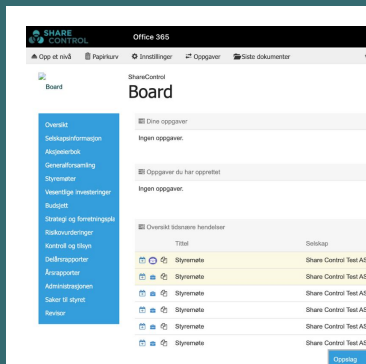 SHARE CONTROL
Office 365
Opp et nivå Papirkurv Innstillinger Oppgaver Siste dokumenter
Board
ShareControl
Board
Oversikt
Selskapsinformasjon
Aksjeeierbok
Generalforsamling
Styremøter
Vesentlige investeringer
Budsjett
Strategi og forretningspla
Risikovurderinger
Kontroll og tilsyn
Delårsrapporter
Årsrapporter
Administrasjonen
Saker til styret
Revisor
Dine oppgaver
Ingen oppgaver.
Oppgaver du har opprettet
Ingen oppgaver.
Oversikt tidsnære hendelser
Tittel Selskap
Styremøte Share Control Test AS
Styremøte Share Control Test AS
Styremøte Share Control Test AS
Styremøte Share Control Test AS
Styremøte Share Control Test AS
Styremøte Share Control Test AS
Oppslag